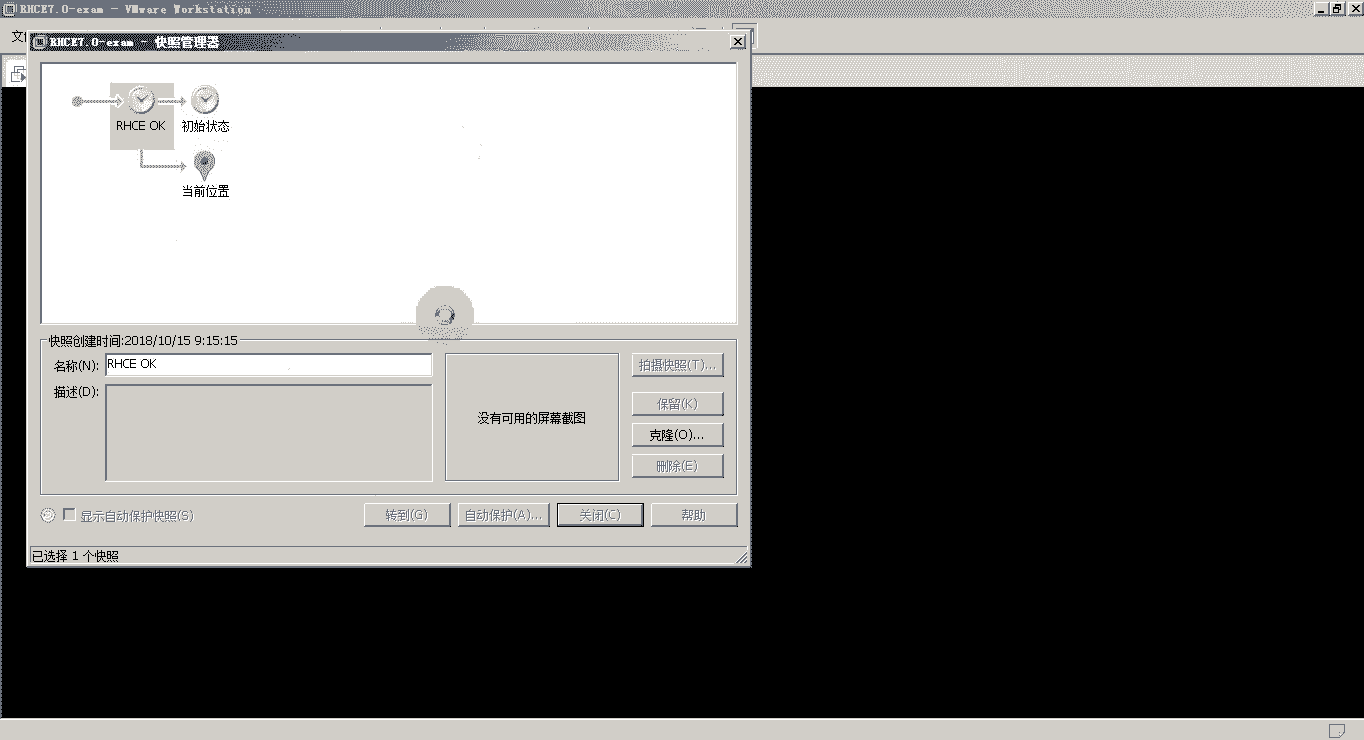 RHCE7.0-exam - VMware Workstation
文
RHCE7.0-exam - 快照管理器
RHCE OK
初始状态
当前位置
快照创建时间:2018/10/15 9:15:15
名称(N):
RHCE OK
拍摄快照(T)...
描述(D):
没有可用的屏幕截图
保留(K)
克隆(O)...
删除(E)
显示自动保护快照(S)
转到(G)
自动保护(A)...
关闭(C)
帮助
已选择 1 个快照